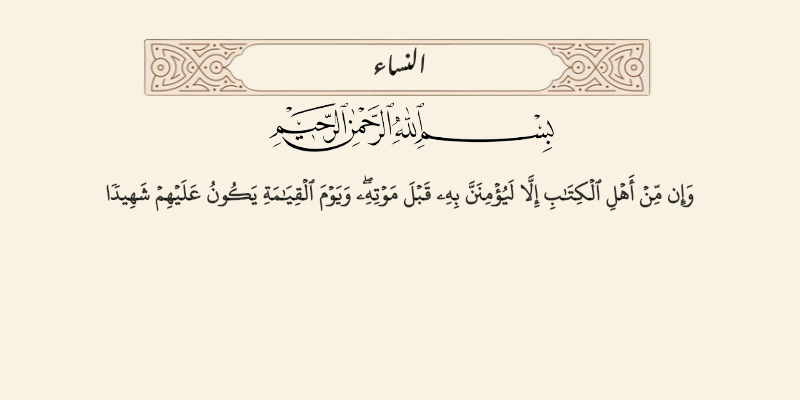 النساء
بِسْمِ ٱللَّهِ ٱلرَّحْمَٰنِ ٱلرَّحِيمِ
وَإِن مِّنْ أَهْلِ ٱلْكِتَٰبِ إِلَّا لَيُؤْمِنَنَّ بِهِۦ قَبْلَ مَوْتِهِۦۖ وَيَوْمَ ٱلْقِيَٰمَةِ يَكُونُ عَلَيْهِمْ شَهِيدًا